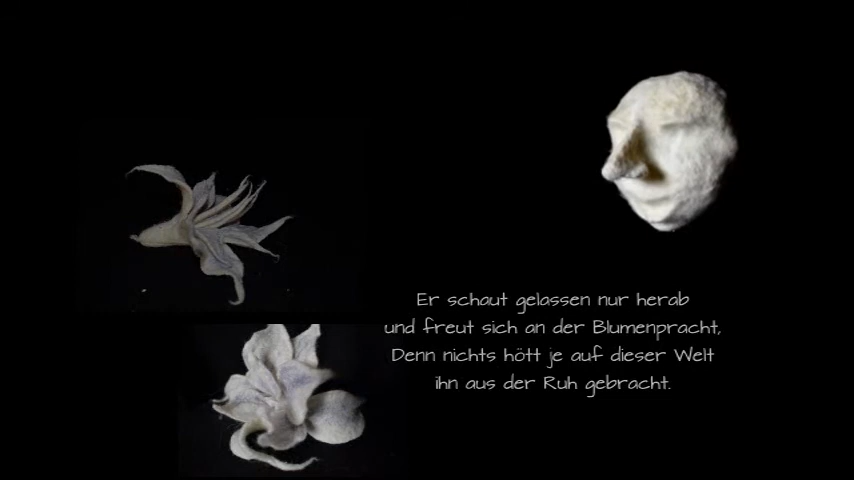 Er schaut gelassen nur herab
und freut sich an der Blumenpracht,
Denn nichts hött je auf dieser Welt
ihn aus der Ruh gebracht.